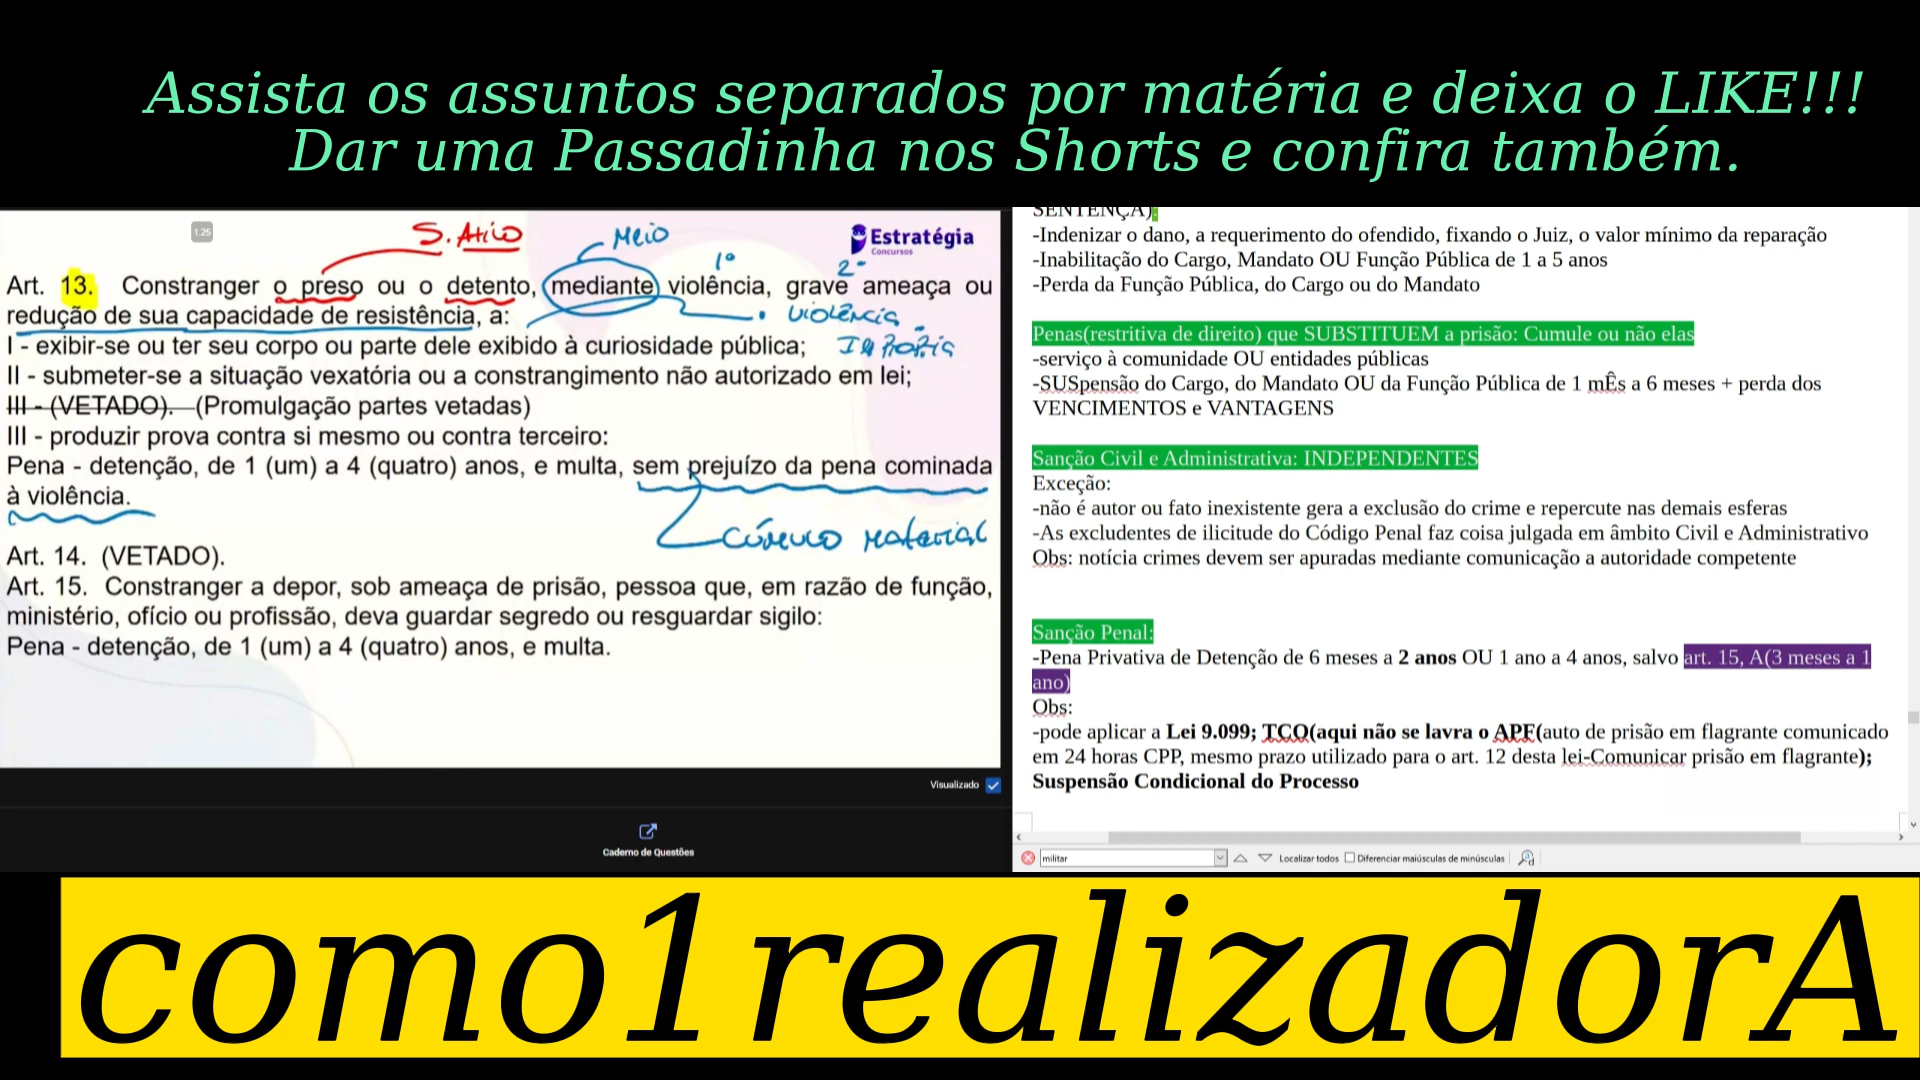 Assista os assuntos separados por matéria e deixa o LIKE!!!
Dar uma Passadinha nos Shorts e confira também.
1.25
S. Ativo
Meio
1º
2º
Estratégia
Concursos
Art. 13. Constranger o preso ou o detento, mediante violência, grave ameaça ou
redução de sua capacidade de resistência, a:
violência
Imprópria
I - exibir-se ou ter seu corpo ou parte dele exibido à curiosidade pública;
II - submeter-se a situação vexatória ou a constrangimento não autorizado em lei;
III - (VETADO). (Promulgação partes vetadas)
III - produzir prova contra si mesmo ou contra terceiro:
Pena - detenção, de 1 (um) a 4 (quatro) anos, e multa, sem prejuízo da pena cominada
à violência.
cúmulo material
Art. 14. (VETADO).
Art. 15. Constranger a depor, sob ameaça de prisão, pessoa que, em razão de função,
ministério, ofício ou profissão, deva guardar segredo ou resguardar sigilo:
Pena - detenção, de 1 (um) a 4 (quatro) anos, e multa.
Visualizado
Caderno de Questões
SENTENÇA).
-Indenizar o dano, a requerimento do ofendido, fixando o Juiz, o valor mínimo da reparação
-Inabilitação do Cargo, Mandato OU Função Pública de 1 a 5 anos
-Perda da Função Pública, do Cargo ou do Mandato
Penas(restritiva de direito) que SUBSTITUEM a prisão: Cumule ou não elas
-serviço à comunidade OU entidades públicas
-SUSpensão do Cargo, do Mandato OU da Função Pública de 1 mÊs a 6 meses + perda dos
VENCIMENTOS e VANTAGENS
Sanção Civil e Administrativa: INDEPENDENTES
Exceção:
-não é autor ou fato inexistente gera a exclusão do crime e repercute nas demais esferas
-As excludentes de ilicitude do Código Penal faz coisa julgada em âmbito Civil e Administrativo
Obs: notícia crimes devem ser apuradas mediante comunicação a autoridade competente
Sanção Penal:
-Pena Privativa de Detenção de 6 meses a 2 anos OU 1 ano a 4 anos, salvo art. 15, A(3 meses a 1
ano)
Obs:
-pode aplicar a Lei 9.099; TCO(aqui não se lavra o APF(auto de prisão em flagrante comunicado
em 24 horas CPP, mesmo prazo utilizado para o art. 12 desta lei-Comunicar prisão em flagrante);
Suspensão Condicional do Processo
militar
Localizar todos
Diferenciar maiúsculas de minúsculas
como1realizadorA